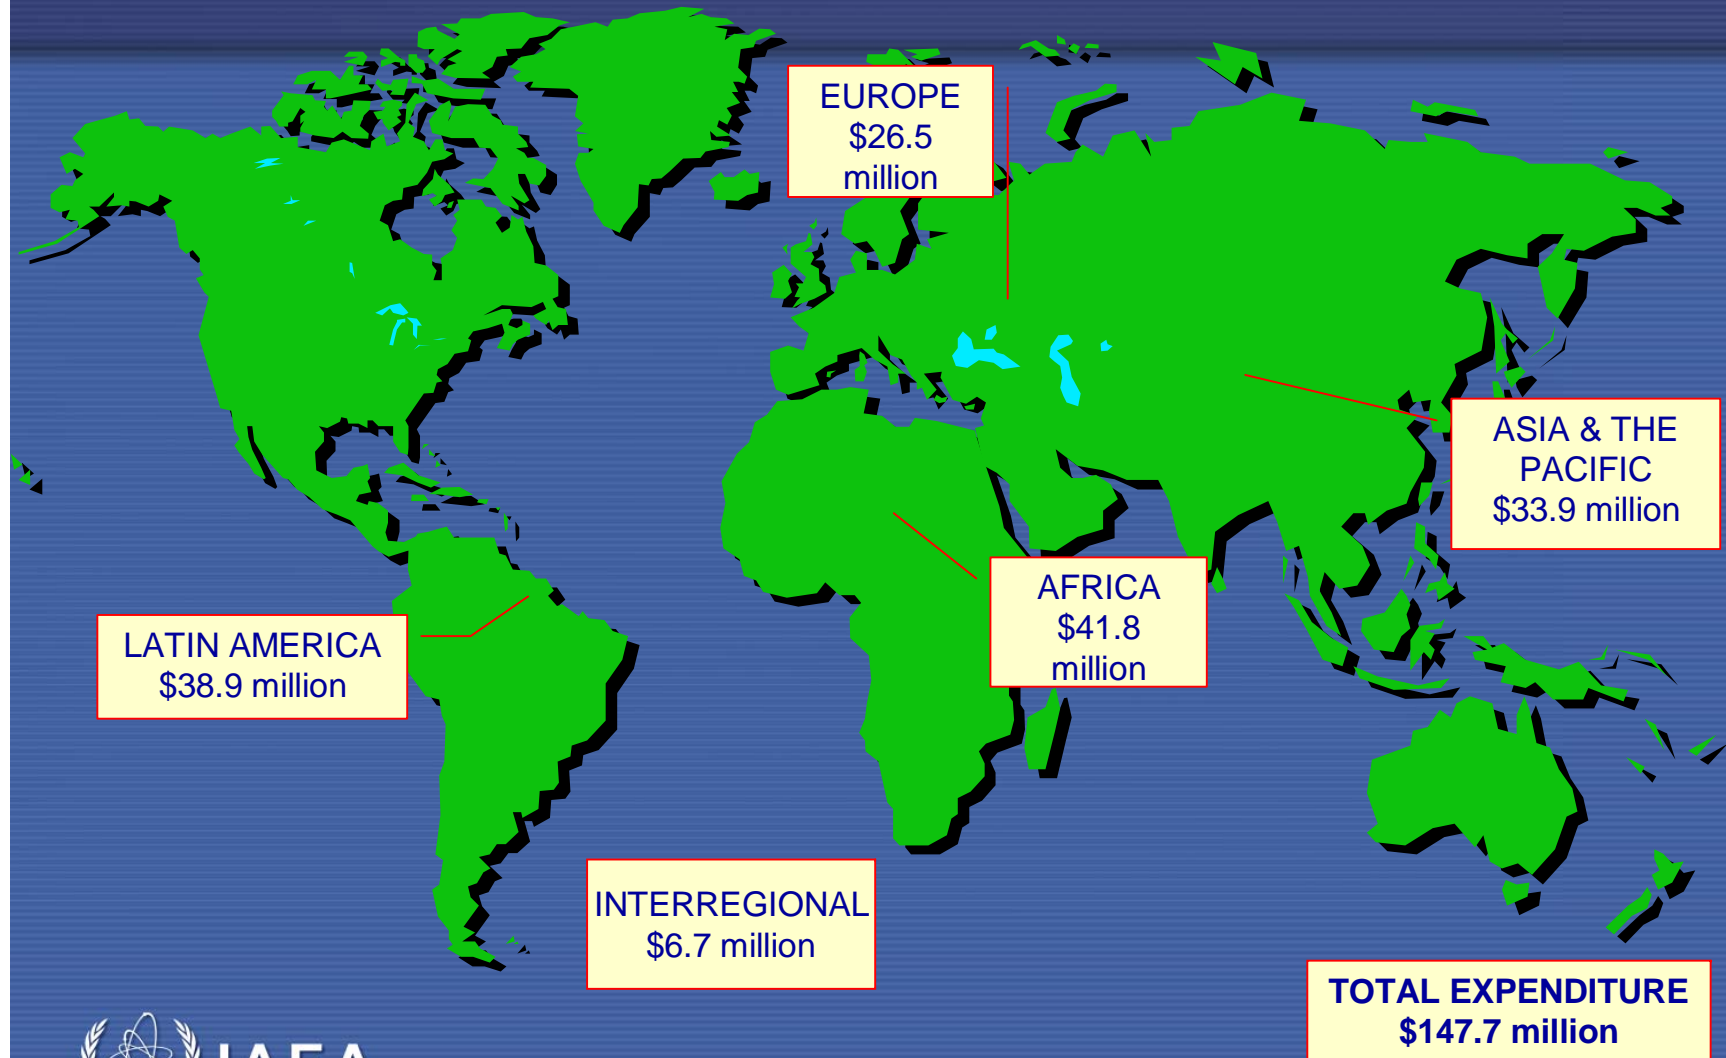 EUROPE
$26.5
million
ASIA & THE
PACIFIC
$33.9 million
AFRICA
$41.8
million
LATIN AMERICA
$38.9 million
INTERREGIONAL
$6.7 million
TOTAL EXPENDITURE
$147.7 million
IAEA